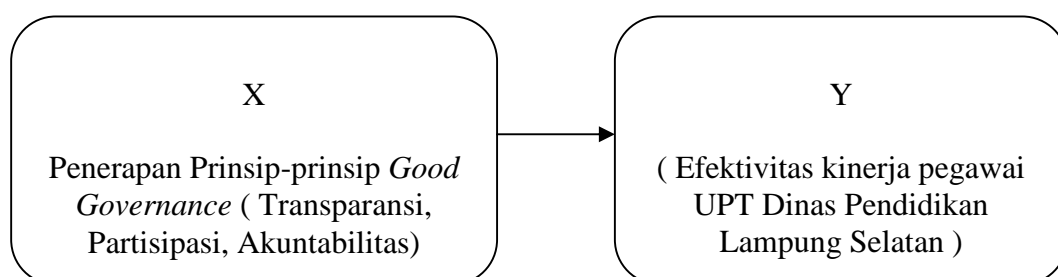 X
Penerapan Prinsip-prinsip Good
Governance ( Transparansi,
Partisipasi, Akuntabilitas)
Y
( Efektivitas kinerja pegawai
UPT Dinas Pendidikan
Lampung Selatan )